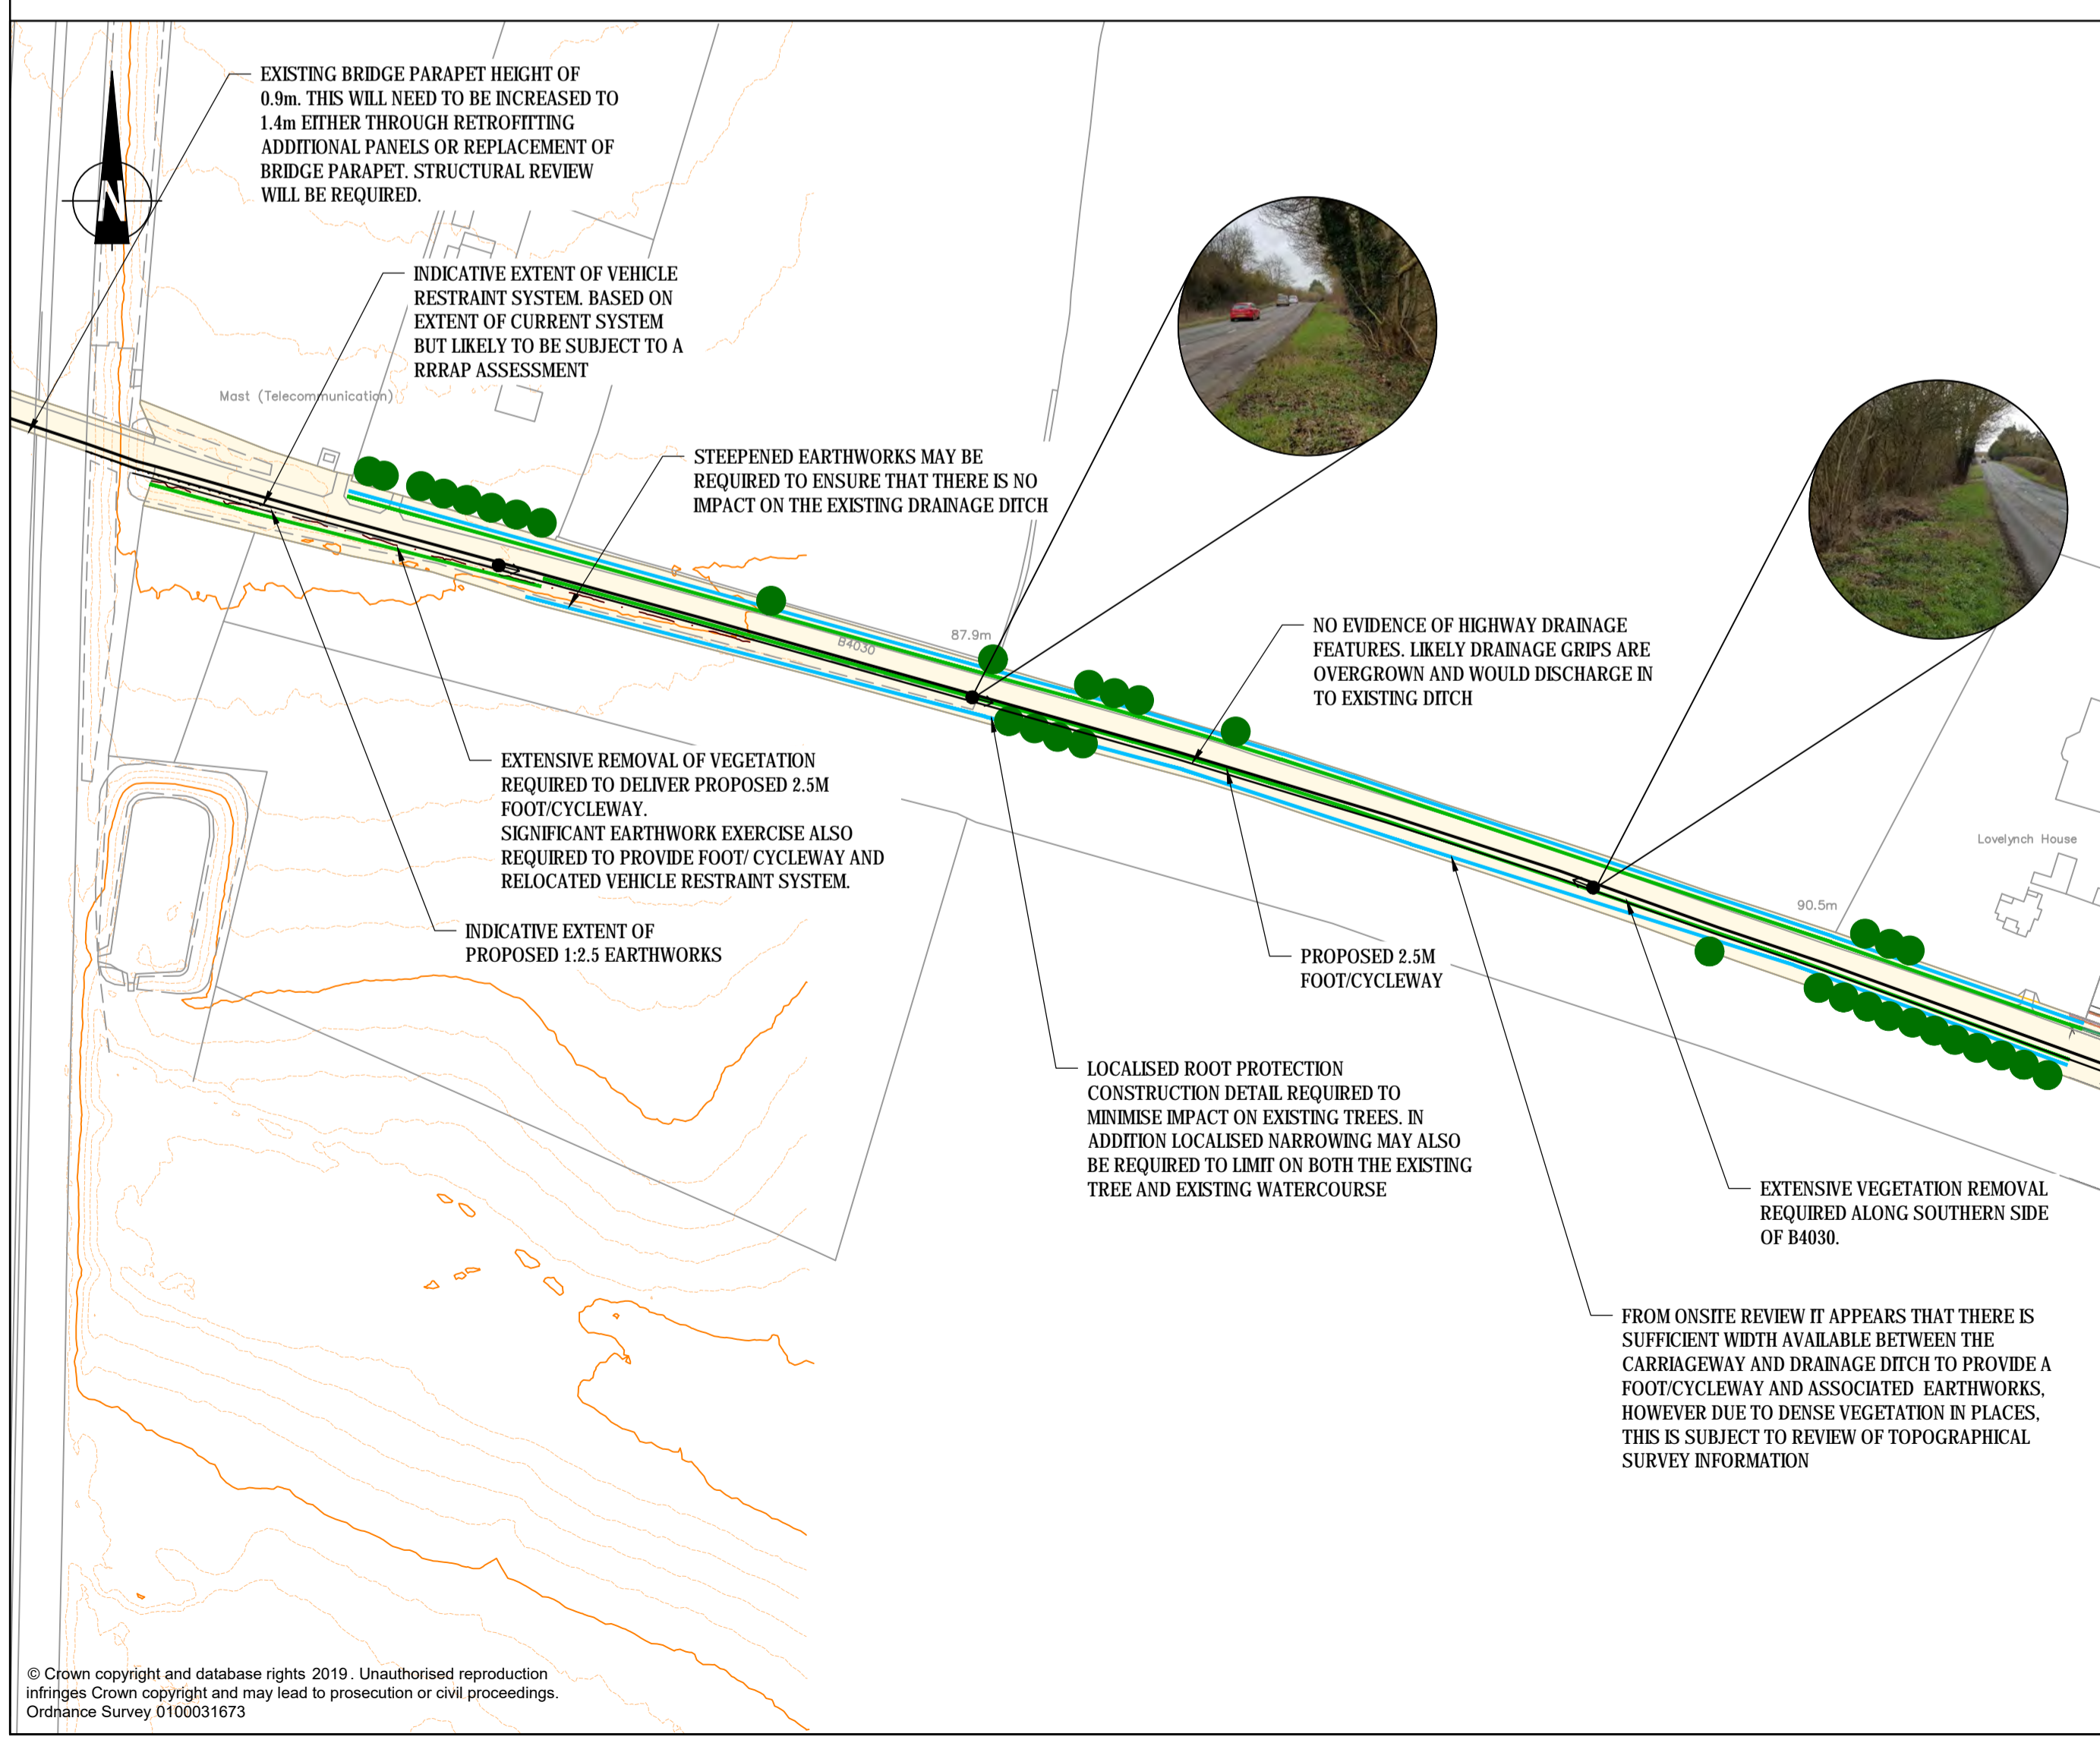 EXISTING BRIDGE PARAPET HEIGHT OF
0.9m. THIS WILL NEED TO BE INCREASED TO
1.4m EITHER THROUGH RETROFITTING
ADDITIONAL PANELS OR REPLACEMENT OF
BRIDGE PARAPET. STRUCTURAL REVIEW
WILL BE REQUIRED.
N
INDICATIVE EXTENT OF VEHICLE
RESTRAINT SYSTEM. BASED ON
EXTENT OF CURRENT SYSTEM
BUT LIKELY TO BE SUBJECT TO A
RRRAP ASSESSMENT
Mast (Telecommunication)
STEEPENED EARTHWORKS MAY BE
REQUIRED TO ENSURE THAT THERE IS NO
IMPACT ON THE EXISTING DRAINAGE DITCH
B4030
87.9m
NO EVIDENCE OF HIGHWAY DRAINAGE
FEATURES. LIKELY DRAINAGE GRIPS ARE
OVERGROWN AND WOULD DISCHARGE IN
TO EXISTING DITCH
EXTENSIVE REMOVAL OF VEGETATION
REQUIRED TO DELIVER PROPOSED 2.5M
FOOT/CYCLEWAY.
SIGNIFICANT EARTHWORK EXERCISE ALSO
REQUIRED TO PROVIDE FOOT/ CYCLEWAY AND
RELOCATED VEHICLE RESTRAINT SYSTEM.
Lovelynch House
90.5m
INDICATIVE EXTENT OF
PROPOSED 1:2.5 EARTHWORKS
PROPOSED 2.5M
FOOT/CYCLEWAY
LOCALISED ROOT PROTECTION
CONSTRUCTION DETAIL REQUIRED TO
MINIMISE IMPACT ON EXISTING TREES. IN
ADDITION LOCALISED NARROWING MAY ALSO
BE REQUIRED TO LIMIT ON BOTH THE EXISTING
TREE AND EXISTING WATERCOURSE
EXTENSIVE VEGETATION REMOVAL
REQUIRED ALONG SOUTHERN SIDE
OF B4030.
FROM ONSITE REVIEW IT APPEARS THAT THERE IS
SUFFICIENT WIDTH AVAILABLE BETWEEN THE
CARRIAGEWAY AND DRAINAGE DITCH TO PROVIDE A
FOOT/CYCLEWAY AND ASSOCIATED EARTHWORKS,
HOWEVER DUE TO DENSE VEGETATION IN PLACES,
THIS IS SUBJECT TO REVIEW OF TOPOGRAPHICAL
SURVEY INFORMATION
© Crown copyright and database rights 2019. Unauthorised reproduction
infringes Crown copyright and may lead to prosecution or civil proceedings.
Ordnance Survey 0100031673